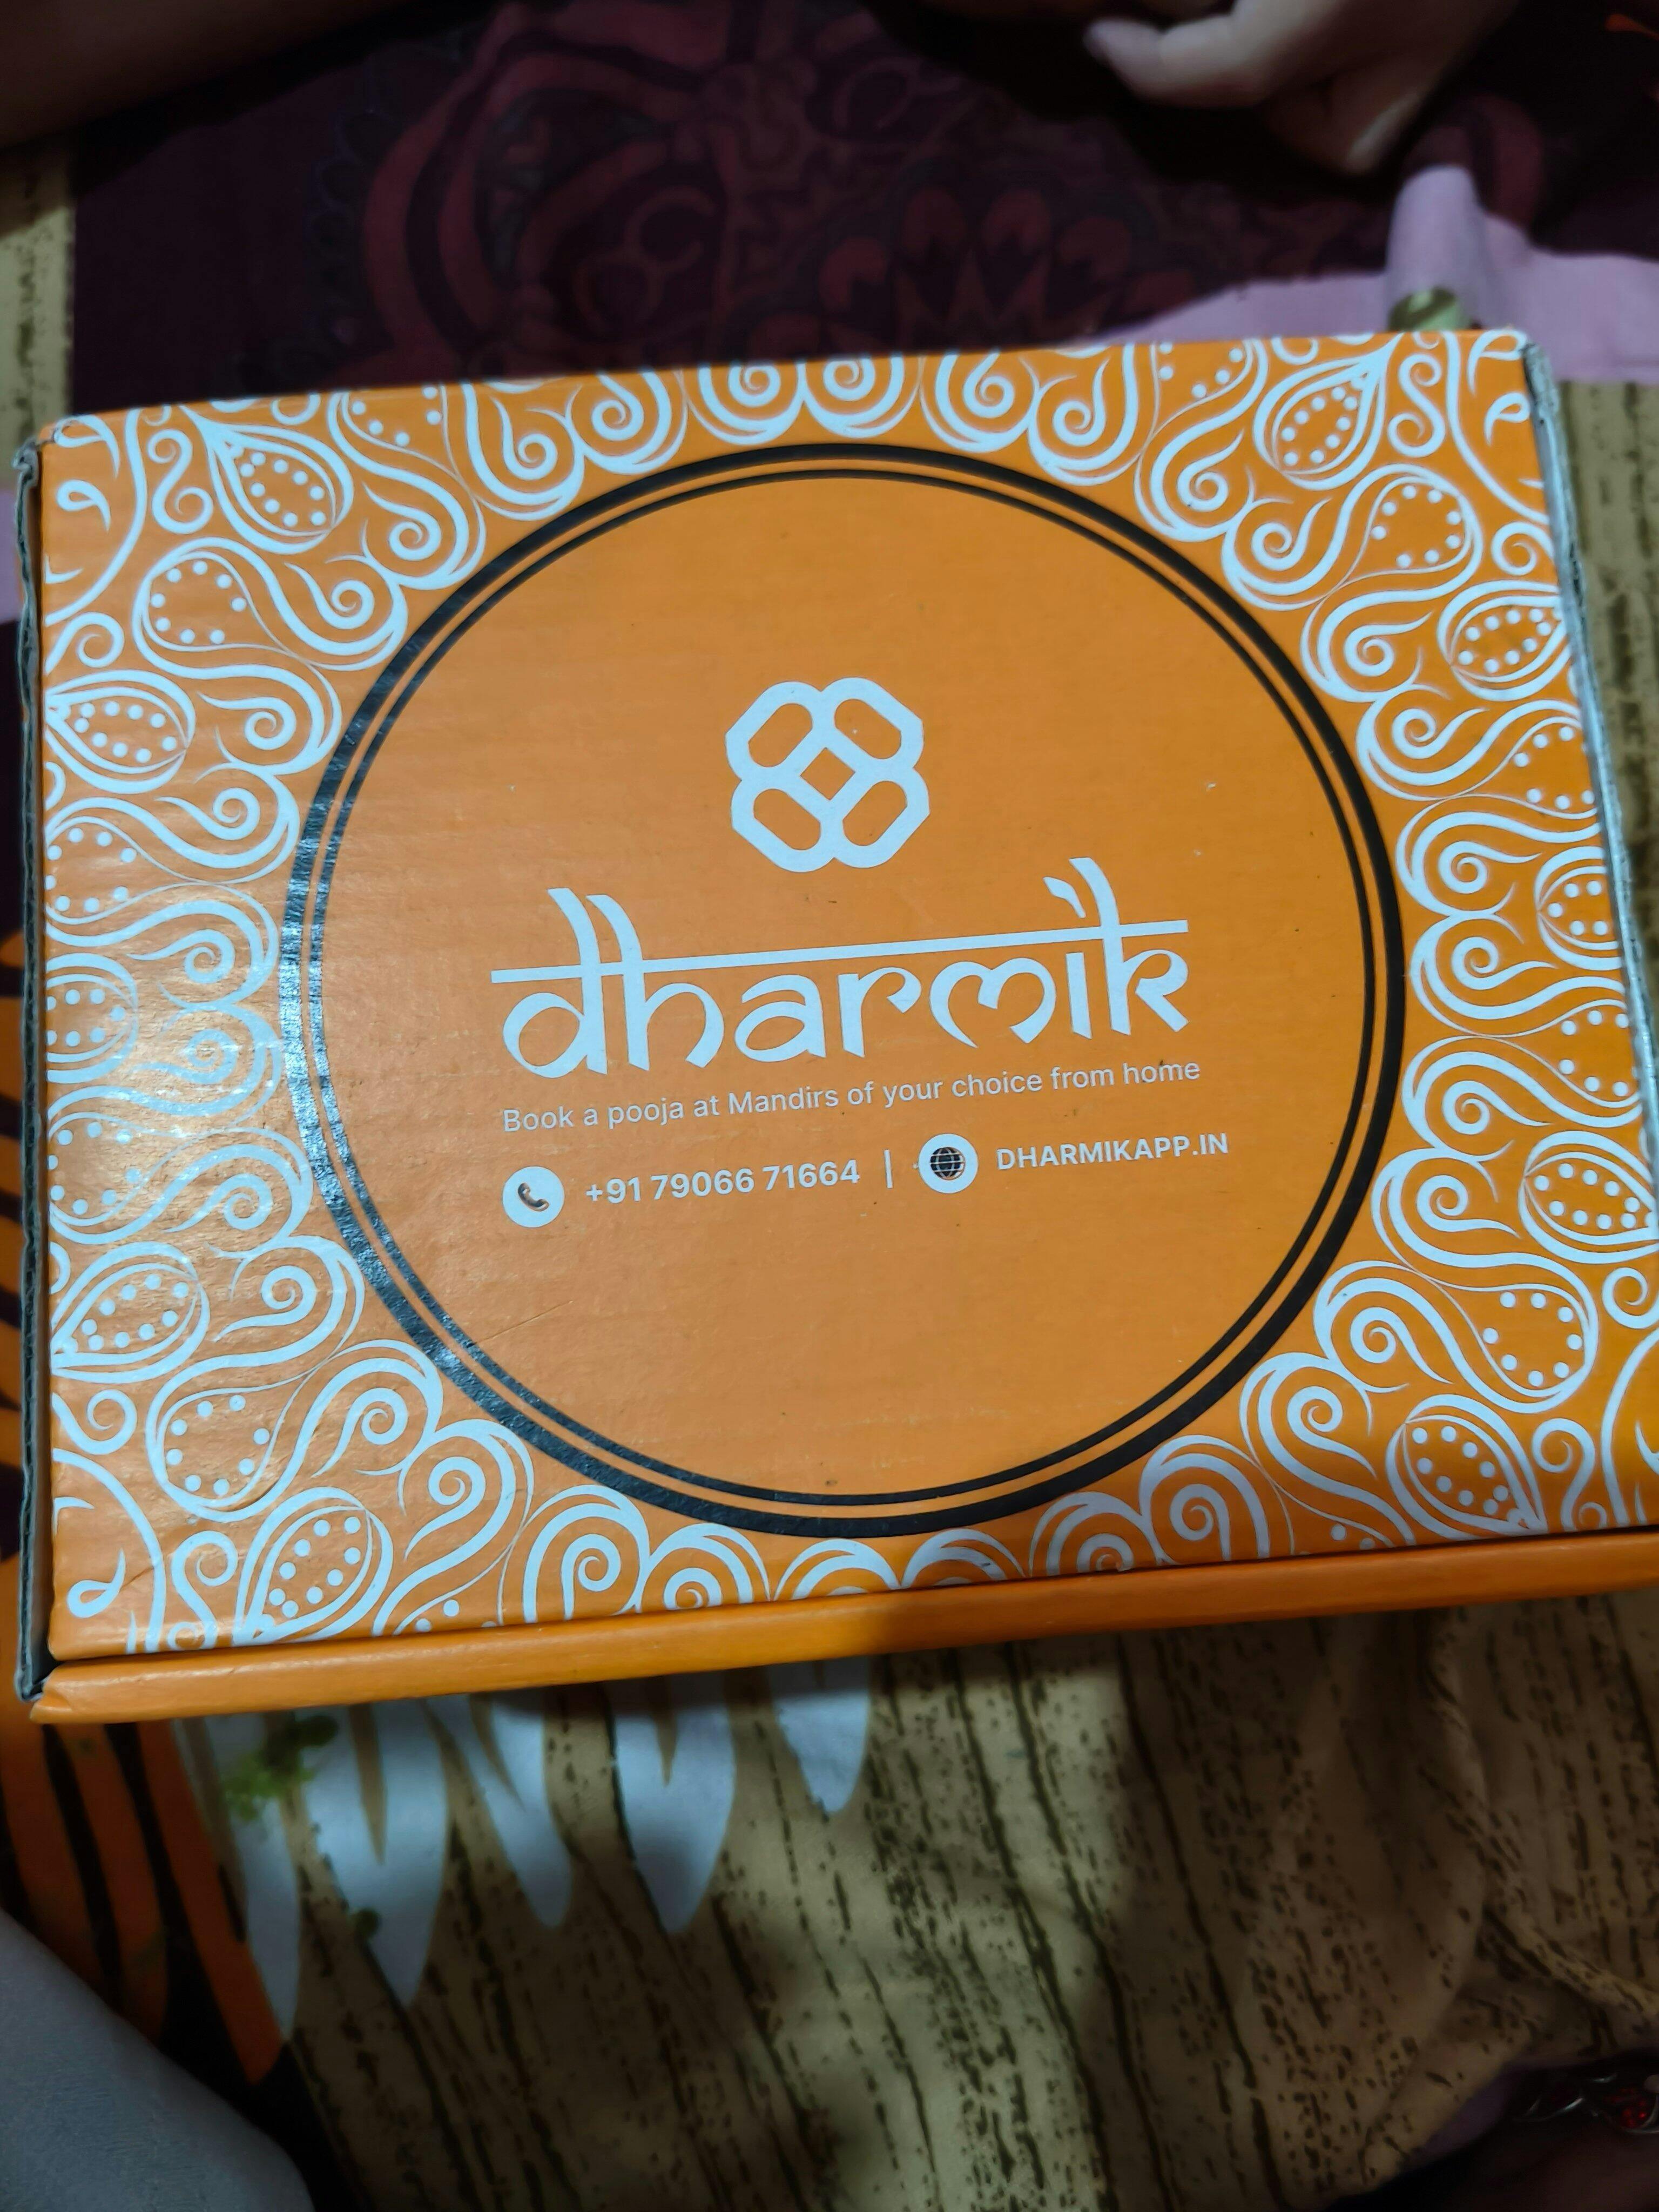 dharmik
Book a pooja at Mandirs of your choice from home
+91 79066 71664 | DHARMIKAPP.IN